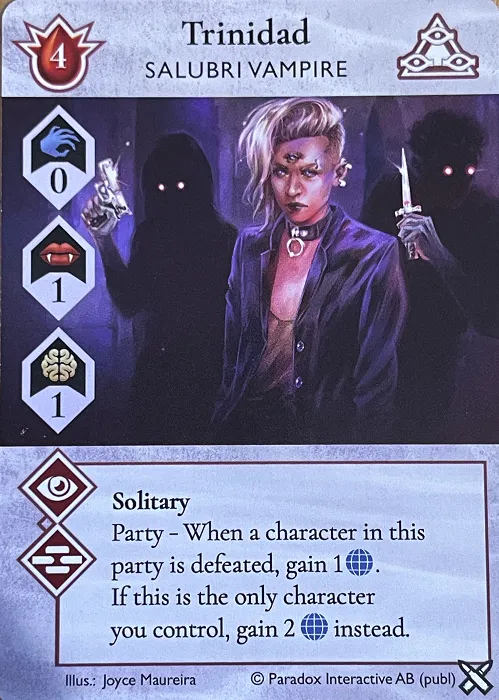 4
Trinidad
SALUBRI VAMPIRE
0
1
1
Solitary
Party – When a character in this
party is defeated, gain 1.
If this is the only character
you control, gain 2 instead.
Illus.: Joyce Maureira © Paradox Interactive AB (publ)